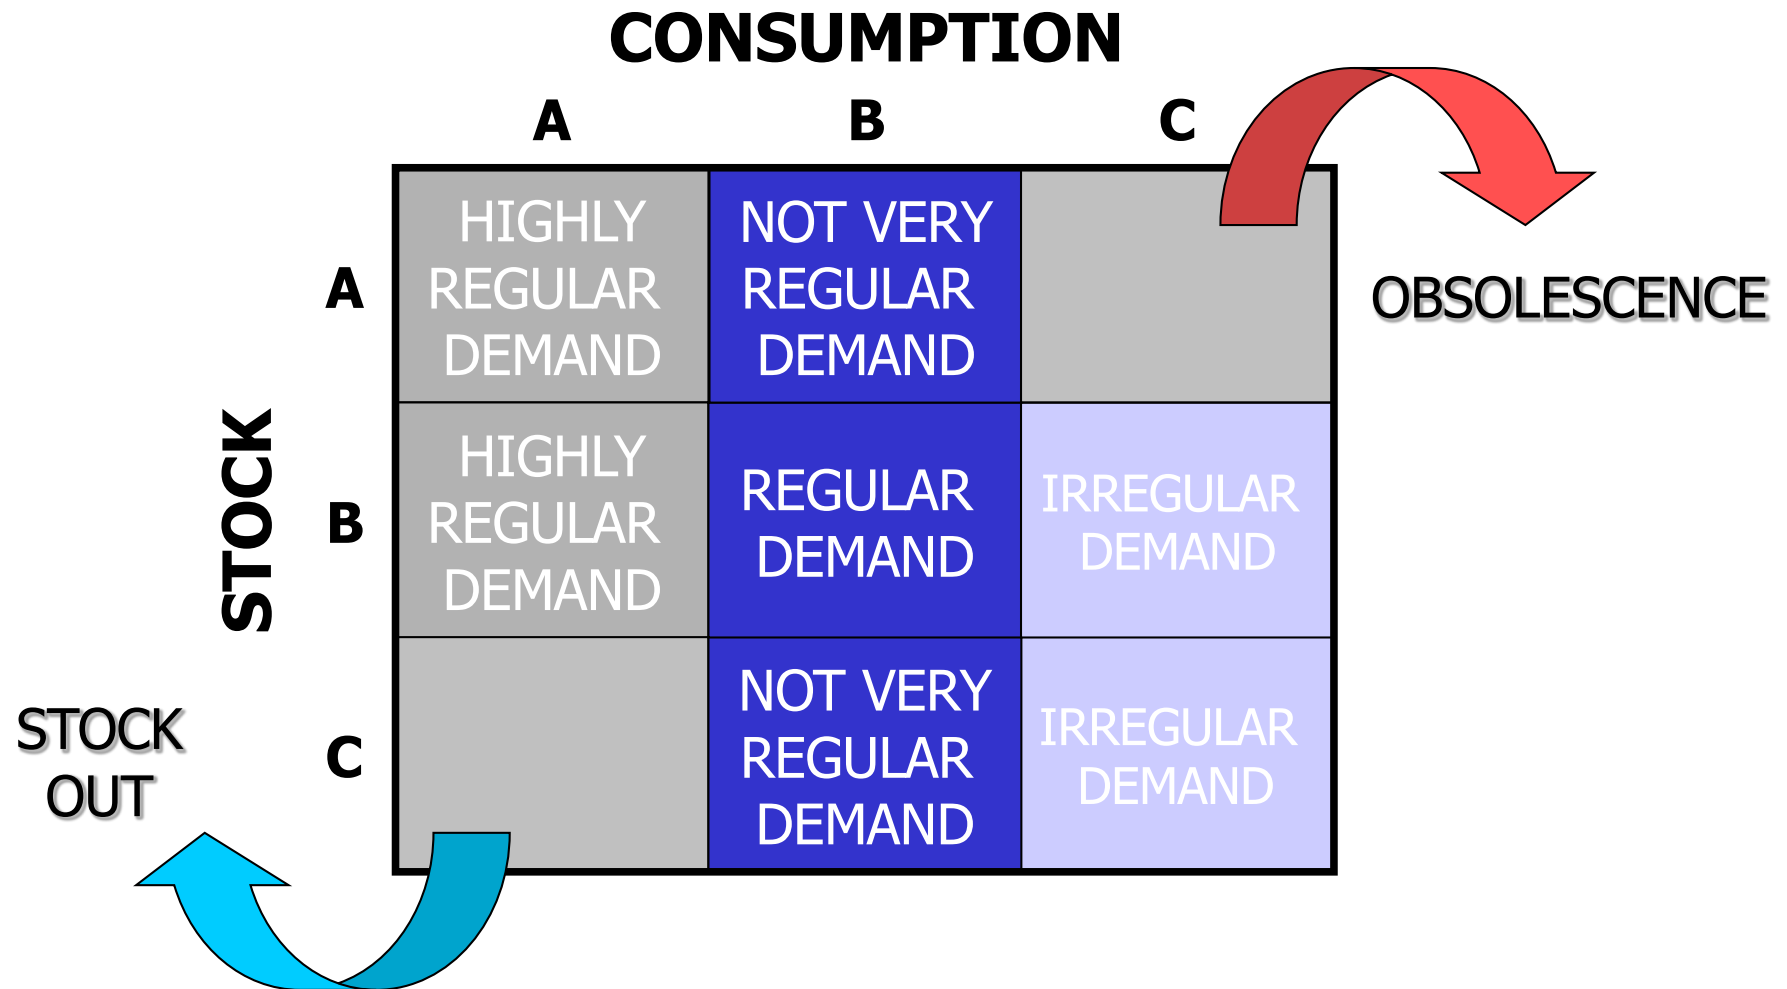 CONSUMPTION
A
B
C
STOCK
A
HIGHLY
REGULAR
DEMAND
NOT VERY
REGULAR
DEMAND
OBSOLESCENCE
B
HIGHLY
REGULAR
DEMAND
REGULAR
DEMAND
IRREGULAR
DEMAND
C
NOT VERY
REGULAR
DEMAND
IRREGULAR
DEMAND
STOCK
OUT